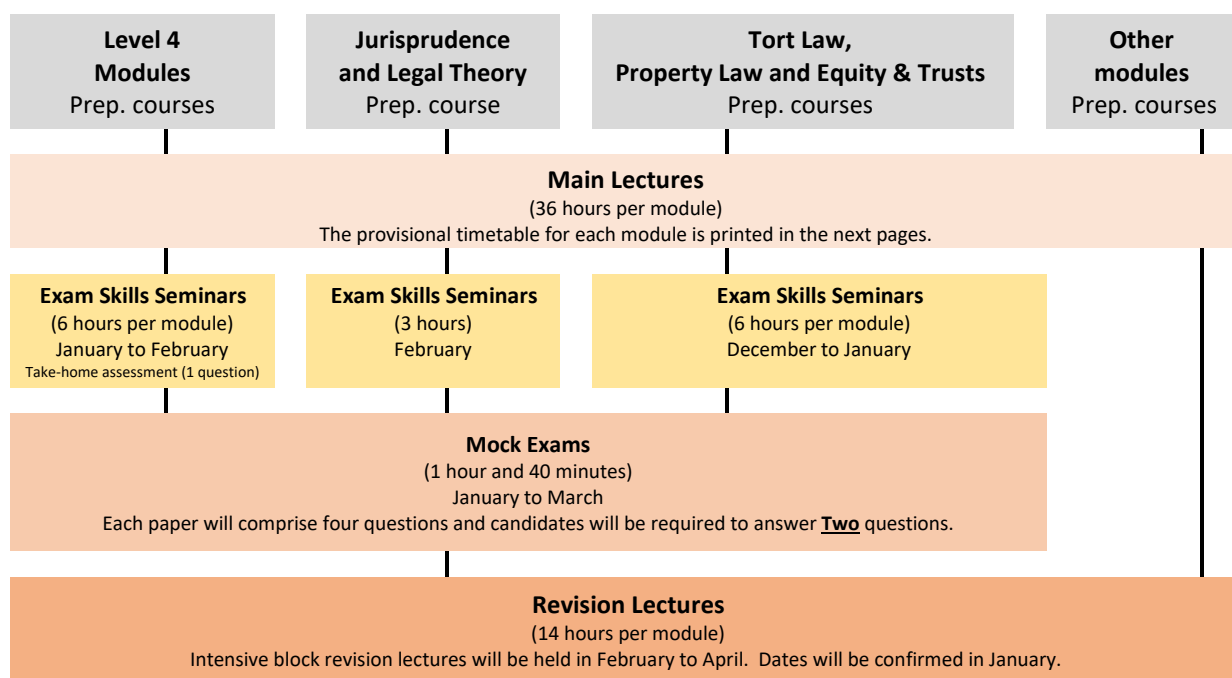 Level 4
Modules
Prep. courses
Jurisprudence
and Legal Theory
Prep. course
Tort Law,
Property Law and Equity & Trusts
Prep. courses
Other
modules
Prep. courses
Main Lectures
(36 hours per module)
The provisional timetable for each module is printed in the next pages.
Exam Skills Seminars
(6 hours per module)
January to February
Take-home assessment (1 question)
Exam Skills Seminars
(3 hours)
February
Exam Skills Seminars
(6 hours per module)
December to January
Mock Exams
(1 hour and 40 minutes)
January to March
Each paper will comprise four questions and candidates will be required to answer Two questions.
Revision Lectures
(14 hours per module)
Intensive block revision lectures will be held in February to April.  Dates will be confirmed in January.